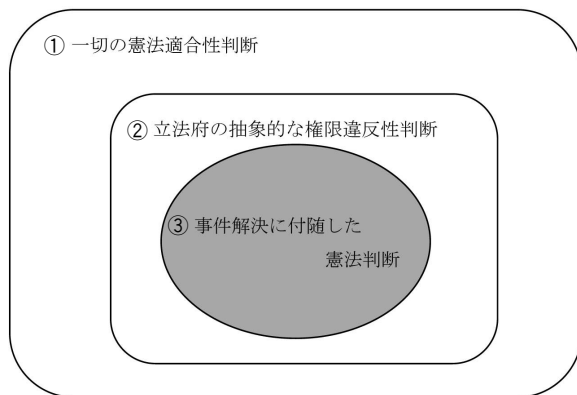 ① 一切の憲法適合性判断
② 立法府の抽象的な権限違反性判断
③ 事件解決に付随した
憲法判断